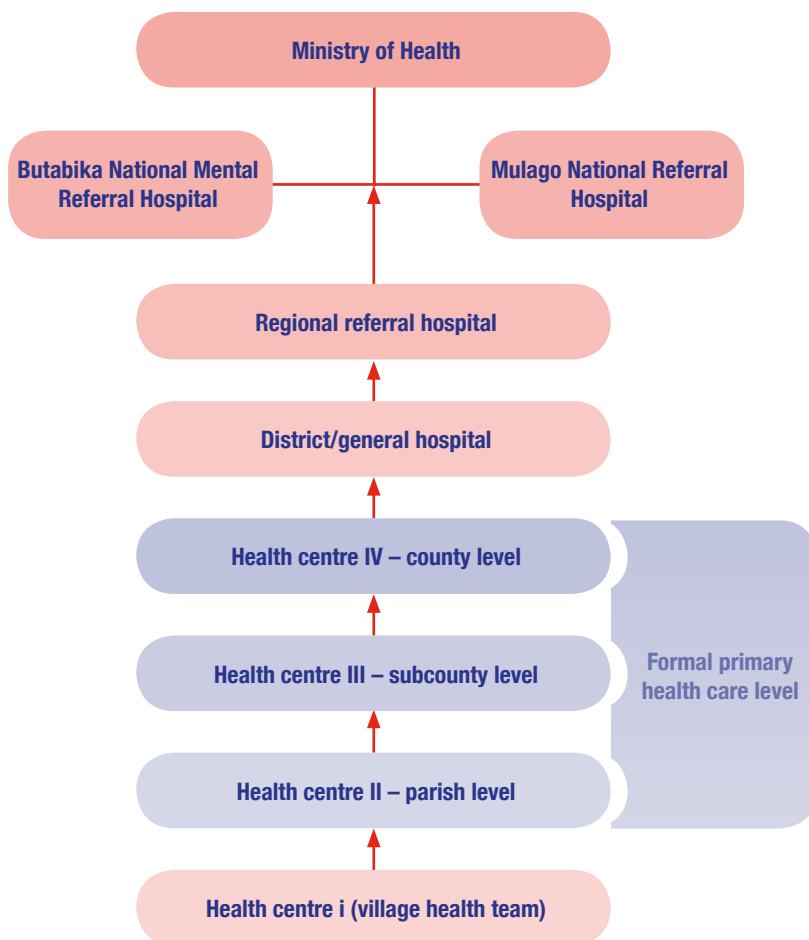 Ministry of Health
Butabika National Mental
Referral Hospital
Mulago National Referral
Hospital
Regional referral hospital
District/general hospital
Health centre IV – county level
Health centre III – subcounty level
Formal primary
health care level
Health centre II – parish level
Health centre i (village health team)